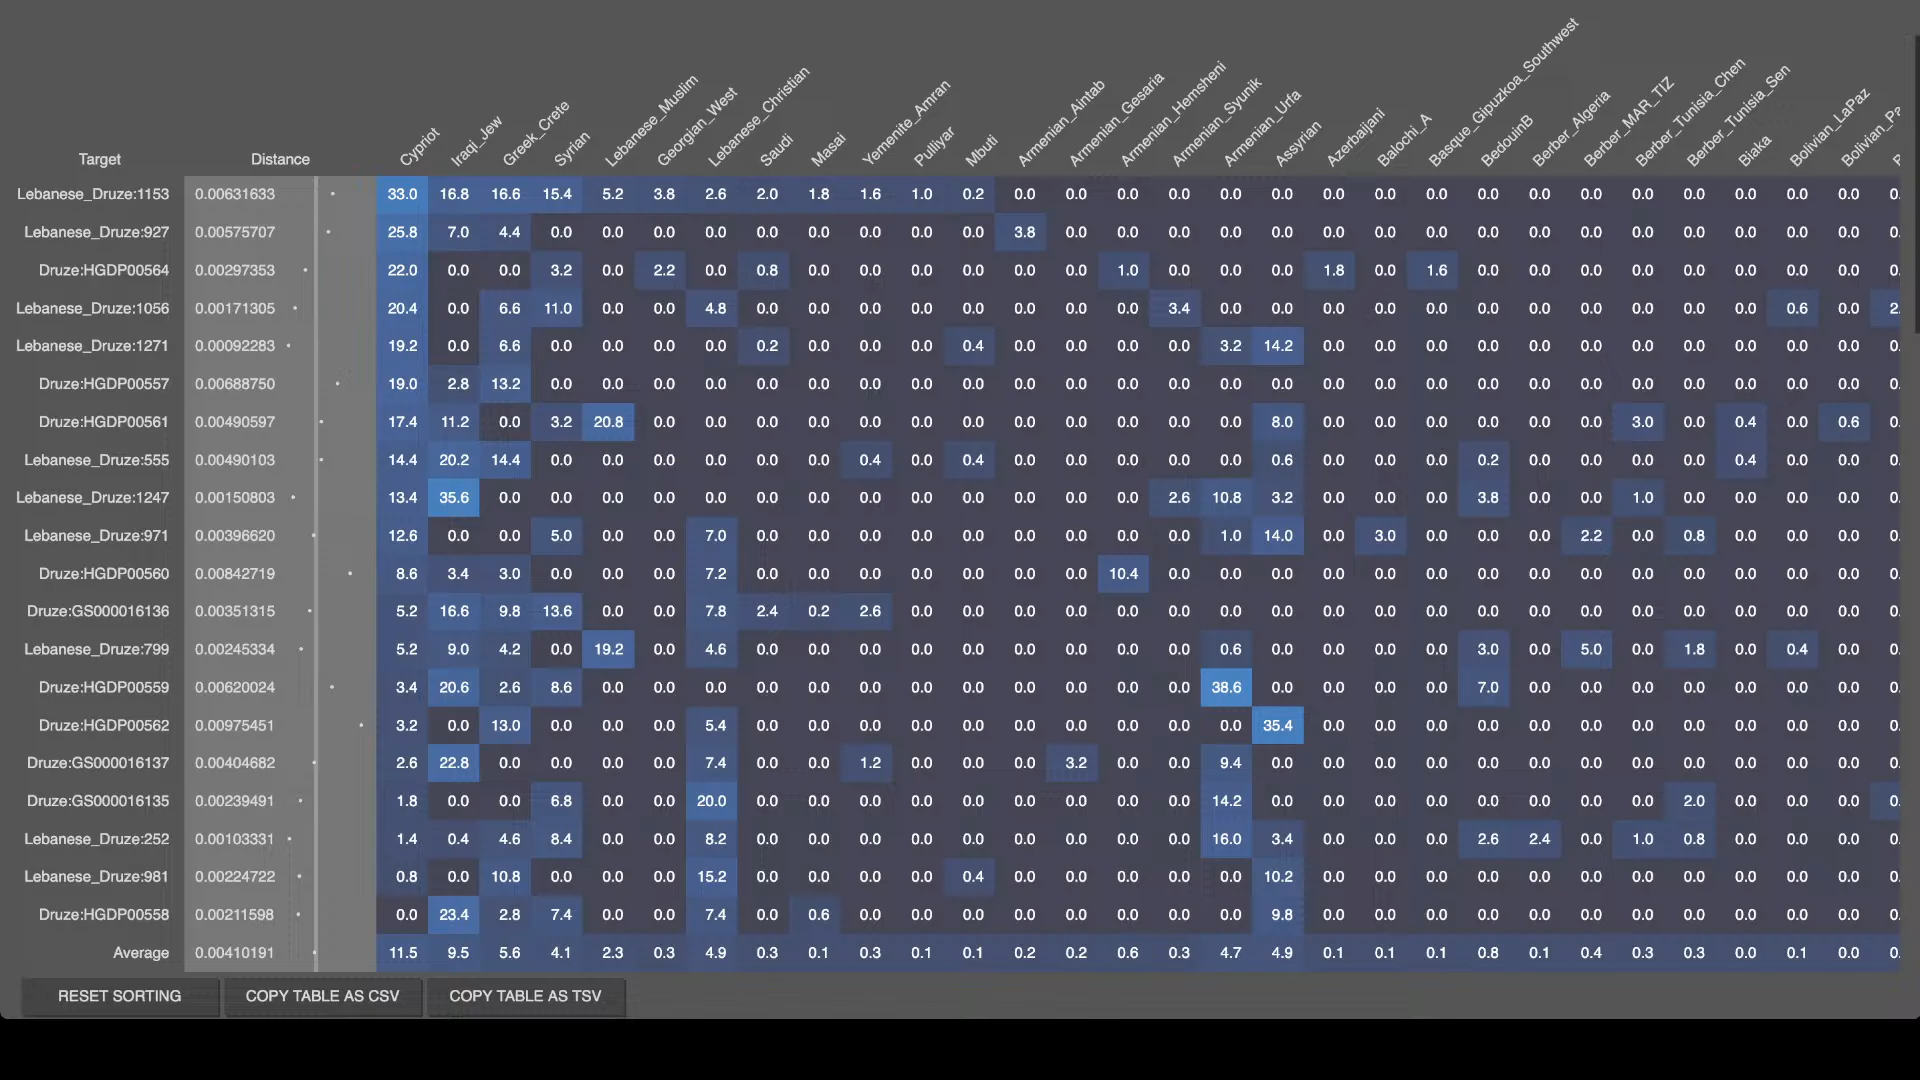 Target Distance Cypriot Iraqi_Jew Greek_Crete Syrian Lebanese_Muslim Georgian_West Lebanese_Christian Saudi Masai Yemenite_Amran Pulliyar Mbuti Armenian_Aintab Armenian_Gesaria Armenian_Hemsheni Armenian_Syunik Armenian_Urfa Assyrian Azerbaijani Balochi_A Basque_Gipuzkoa_Southwest BedouinB Berber_Algeria Berber_MAR_TIZ Berber_Tunisia_Chen Berber_Tunisia_Sen Biaka Bolivian_LaPaz Bolivian_Pa
Lebanese_Druze:1153 0.00631633 33.0 16.8 16.6 15.4 5.2 3.8 2.6 2.0 1.8 1.6 1.0 0.2 0.0 0.0 0.0 0.0 0.0 0.0 0.0 0.0 0.0 0.0 0.0 0.0 0.0 0.0 0.0 0.0 0.0 0.
Lebanese_Druze:927 0.00575707 25.8 7.0 4.4 0.0 0.0 0.0 0.0 0.0 0.0 0.0 0.0 0.0 3.8 0.0 0.0 0.0 0.0 0.0 0.0 0.0 0.0 0.0 0.0 0.0 0.0 0.0 0.0 0.0 0.0 0.
Druze:HGDP00564 0.00297353 22.0 0.0 0.0 3.2 0.0 2.2 0.0 0.8 0.0 0.0 0.0 0.0 0.0 0.0 1.0 0.0 0.0 0.0 1.8 0.0 1.6 0.0 0.0 0.0 0.0 0.0 0.0 0.0 0.0 0.
Lebanese_Druze:1056 0.00171305 20.4 0.0 6.6 11.0 0.0 0.0 4.8 0.0 0.0 0.0 0.0 0.0 0.0 0.0 0.0 3.4 0.0 0.0 0.0 0.0 0.0 0.0 0.0 0.0 0.0 0.0 0.0 0.6 0.0 2.
Lebanese_Druze:1271 0.00092283 19.2 0.0 6.6 0.0 0.0 0.0 0.0 0.2 0.0 0.0 0.0 0.4 0.0 0.0 0.0 0.0 3.2 14.2 0.0 0.0 0.0 0.0 0.0 0.0 0.0 0.0 0.0 0.0 0.0 0.
Druze:HGDP00557 0.00688750 19.0 2.8 13.2 0.0 0.0 0.0 0.0 0.0 0.0 0.0 0.0 0.0 0.0 0.0 0.0 0.0 0.0 0.0 0.0 0.0 0.0 0.0 0.0 0.0 0.0 0.0 0.0 0.0 0.0 0.
Druze:HGDP00561 0.00490597 17.4 11.2 0.0 3.2 20.8 0.0 0.0 0.0 0.0 0.0 0.0 0.0 0.0 0.0 0.0 0.0 0.0 8.0 0.0 0.0 0.0 0.0 0.0 0.0 3.0 0.0 0.4 0.0 0.6 0.
Lebanese_Druze:555 0.00490103 14.4 20.2 14.4 0.0 0.0 0.0 0.0 0.0 0.0 0.4 0.0 0.4 0.0 0.0 0.0 0.0 0.0 0.6 0.0 0.0 0.0 0.2 0.0 0.0 0.0 0.0 0.4 0.0 0.0 0.
Lebanese_Druze:1247 0.00150803 13.4 35.6 0.0 0.0 0.0 0.0 0.0 0.0 0.0 0.0 0.0 0.0 0.0 0.0 0.0 2.6 10.8 3.2 0.0 0.0 0.0 3.8 0.0 0.0 1.0 0.0 0.0 0.0 0.0 0.
Lebanese_Druze:971 0.00396620 12.6 0.0 0.0 5.0 0.0 0.0 7.0 0.0 0.0 0.0 0.0 0.0 0.0 0.0 0.0 0.0 1.0 14.0 0.0 3.0 0.0 0.0 0.0 2.2 0.0 0.8 0.0 0.0 0.0 0.
Druze:HGDP00560 0.00842719 8.6 3.4 3.0 0.0 0.0 0.0 7.2 0.0 0.0 0.0 0.0 0.0 0.0 0.0 10.4 0.0 0.0 0.0 0.0 0.0 0.0 0.0 0.0 0.0 0.0 0.0 0.0 0.0 0.0 0.
Druze:GS000016136 0.00351315 5.2 16.6 9.8 13.6 0.0 0.0 7.8 2.4 0.2 2.6 0.0 0.0 0.0 0.0 0.0 0.0 0.0 0.0 0.0 0.0 0.0 0.0 0.0 0.0 0.0 0.0 0.0 0.0 0.0 0.
Lebanese_Druze:799 0.00245334 5.2 9.0 4.2 0.0 19.2 0.0 4.6 0.0 0.0 0.0 0.0 0.0 0.0 0.0 0.0 0.0 0.6 0.0 0.0 0.0 0.0 3.0 0.0 5.0 0.0 1.8 0.0 0.4 0.0 0.
Druze:HGDP00559 0.00620024 3.4 20.6 2.6 8.6 0.0 0.0 0.0 0.0 0.0 0.0 0.0 0.0 0.0 0.0 0.0 0.0 38.6 0.0 0.0 0.0 0.0 7.0 0.0 0.0 0.0 0.0 0.0 0.0 0.0 0.
Druze:HGDP00562 0.00975451 3.2 0.0 13.0 0.0 0.0 0.0 5.4 0.0 0.0 0.0 0.0 0.0 0.0 0.0 0.0 0.0 0.0 35.4 0.0 0.0 0.0 0.0 0.0 0.0 0.0 0.0 0.0 0.0 0.0 0.
Druze:GS000016137 0.00404682 2.6 22.8 0.0 0.0 0.0 0.0 7.4 0.0 0.0 1.2 0.0 0.0 0.0 3.2 0.0 0.0 9.4 0.0 0.0 0.0 0.0 0.0 0.0 0.0 0.0 0.0 0.0 0.0 0.0 0.
Druze:GS000016135 0.00239491 1.8 0.0 0.0 6.8 0.0 0.0 20.0 0.0 0.0 0.0 0.0 0.0 0.0 0.0 0.0 0.0 14.2 0.0 0.0 0.0 0.0 0.0 0.0 0.0 0.0 2.0 0.0 0.0 0.0 0.
Lebanese_Druze:252 0.00103331 1.4 0.4 4.6 8.4 0.0 0.0 8.2 0.0 0.0 0.0 0.0 0.0 0.0 0.0 0.0 0.0 16.0 3.4 0.0 0.0 0.0 2.6 2.4 0.0 1.0 0.8 0.0 0.0 0.0 0.
Lebanese_Druze:981 0.00224722 0.8 0.0 10.8 0.0 0.0 0.0 15.2 0.0 0.0 0.0 0.0 0.4 0.0 0.0 0.0 0.0 0.0 10.2 0.0 0.0 0.0 0.0 0.0 0.0 0.0 0.0 0.0 0.0 0.0 0.
Druze:HGDP00558 0.00211598 0.0 23.4 2.8 7.4 0.0 0.0 7.4 0.0 0.6 0.0 0.0 0.0 0.0 0.0 0.0 0.0 0.0 9.8 0.0 0.0 0.0 0.0 0.0 0.0 0.0 0.0 0.0 0.0 0.0 0.
Average 0.00410191 11.5 9.5 5.6 4.1 2.3 0.3 4.9 0.3 0.1 0.3 0.1 0.1 0.2 0.2 0.6 0.3 4.7 4.9 0.1 0.1 0.1 0.8 0.1 0.4 0.3 0.3 0.0 0.1 0.0 0.
RESET SORTING COPY TABLE AS CSV COPY TABLE AS TSV